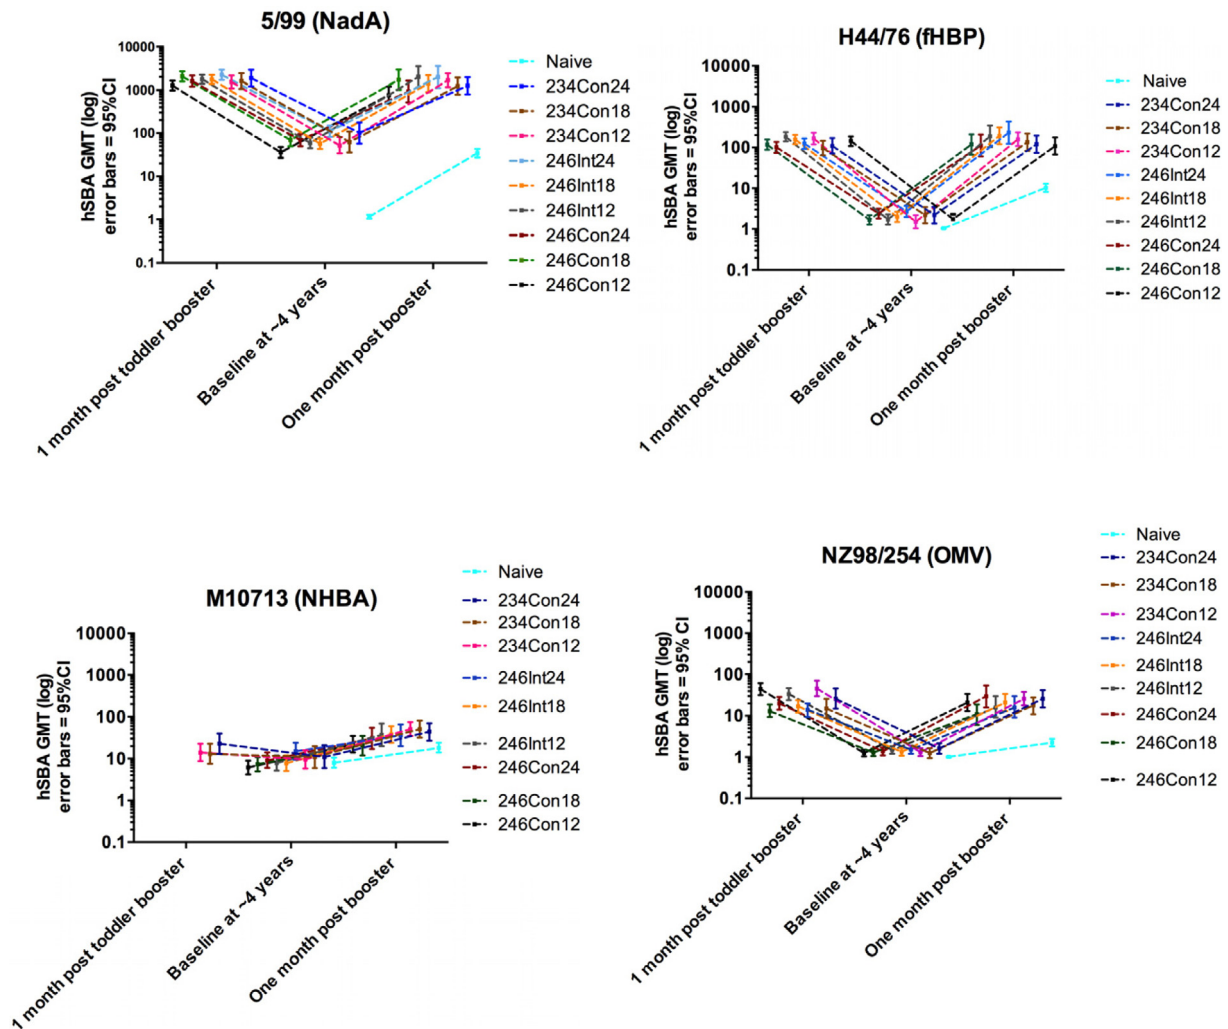 5/99 (NadA)
hSBA GMT (log)
error bars = 95%CI
10000
1000
100
10
1
0.1
1 month post toddler booster
Baseline at ~4 years
One month post booster
Naive
234Con24
234Con18
234Con12
246Int24
246Int18
246Int12
246Con24
246Con18
246Con12
H44/76 (fHBP)
hSBA GMT (log)
error bars = 95%CI
10000
1000
100
10
1
0.1
1 month post toddler booster
Baseline at ~4 years
One month post booster
Naive
234Con24
234Con18
234Con12
246Int24
246Int18
246Int12
246Con24
246Con18
246Con12
M10713 (NHBA)
hSBA GMT (log)
error bars = 95%CI
10000
1000
100
10
1
0.1
1 month post toddler booster
Baseline at ~4 years
One month post booster
Naive
234Con24
234Con18
234Con12
246Int24
246Int18
246Int12
246Con24
246Con18
246Con12
NZ98/254 (OMV)
hSBA GMT (log)
error bars = 95% CI
10000
1000
100
10
1
0.1
1 month post toddler booster
Baseline at ~4 years
One month post booster
Naive
234Con24
234Con18
234Con12
246Int24
246Int18
246Int12
246Con24
246Con18
246Con12